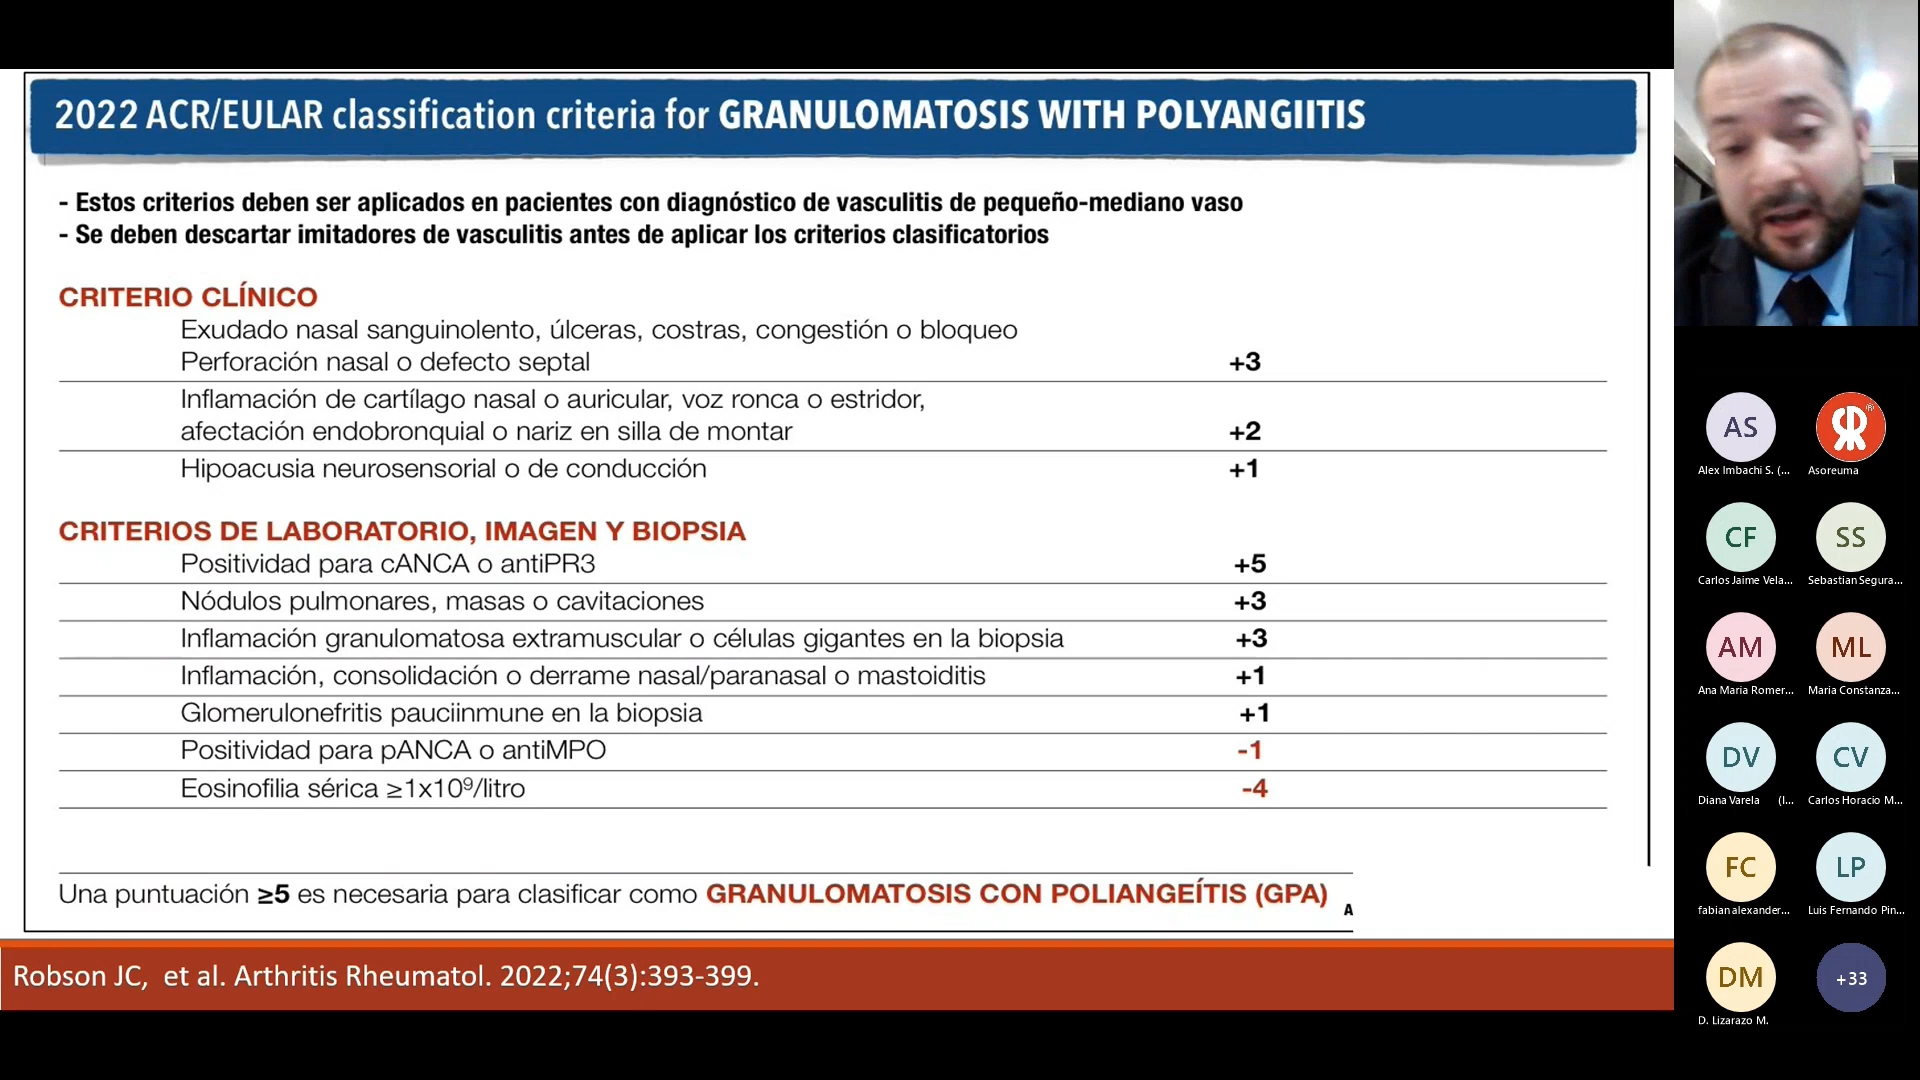 2022 ACR/EULAR classification criteria for GRANULOMATOSIS WITH POLYANGIITIS
- Estos criterios deben ser aplicados en pacientes con diagnóstico de vasculitis de pequeño-mediano vaso
- Se deben descartar imitadores de vasculitis antes de aplicar los criterios clasificatorios
CRITERIO CLÍNICO
Exudado nasal sanguinolento, úlceras, costras, congestión o bloqueo
Perforación nasal o defecto septal +3
Inflamación de cartílago nasal o auricular, voz ronca o estridor,
afectación endobronquial o nariz en silla de montar +2
Hipoacusia neurosensorial o de conducción +1
CRITERIOS DE LABORATORIO, IMAGEN Y BIOPSIA
Positividad para cANCA o antiPR3 +5
Nódulos pulmonares, masas o cavitaciones +3
Inflamación granulomatosa extramuscular o células gigantes en la biopsia +3
Inflamación, consolidación o derrame nasal/paranasal o mastoiditis +1
Glomerulonefritis pauciinmune en la biopsia +1
Positividad para pANCA o antiMPO -1
Eosinofilia sérica ≥1x10⁹/litro -4
Una puntuación ≥5 es necesaria para clasificar como GRANULOMATOSIS CON POLIANGEÍTIS (GPA)
A
Robson JC, et al. Arthritis Rheumatol. 2022;74(3):393-399.
AS
Alex Imbachi S. (...
Asoreuma
CF
Carlos Jaime Vela...
SS
Sebastian Segura...
AM
Ana Maria Romer...
ML
Maria Constanza...
DV
Diana Varela (I...
CV
Carlos Horacio M...
FC
fabian alexander...
LP
Luis Fernando Pin...
DM
D. Lizarazo M.
+33